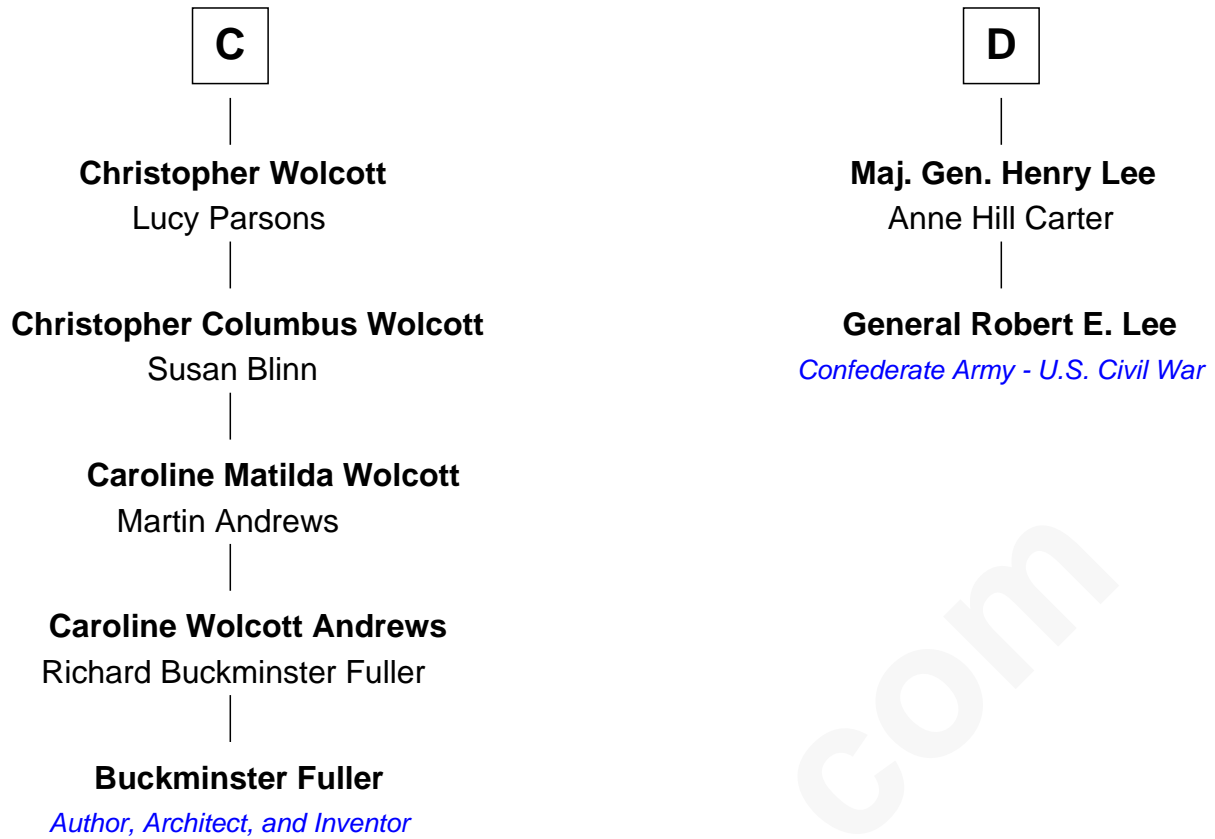 C
Christopher Wolcott
Lucy Parsons
Christopher Columbus Wolcott
Susan Blinn
Caroline Matilda Wolcott
Martin Andrews
Caroline Wolcott Andrews
Richard Buckminster Fuller
Buckminster Fuller
Author, Architect, and Inventor
D
Maj. Gen. Henry Lee
Anne Hill Carter
General Robert E. Lee
Confederate Army - U.S. Civil War
com